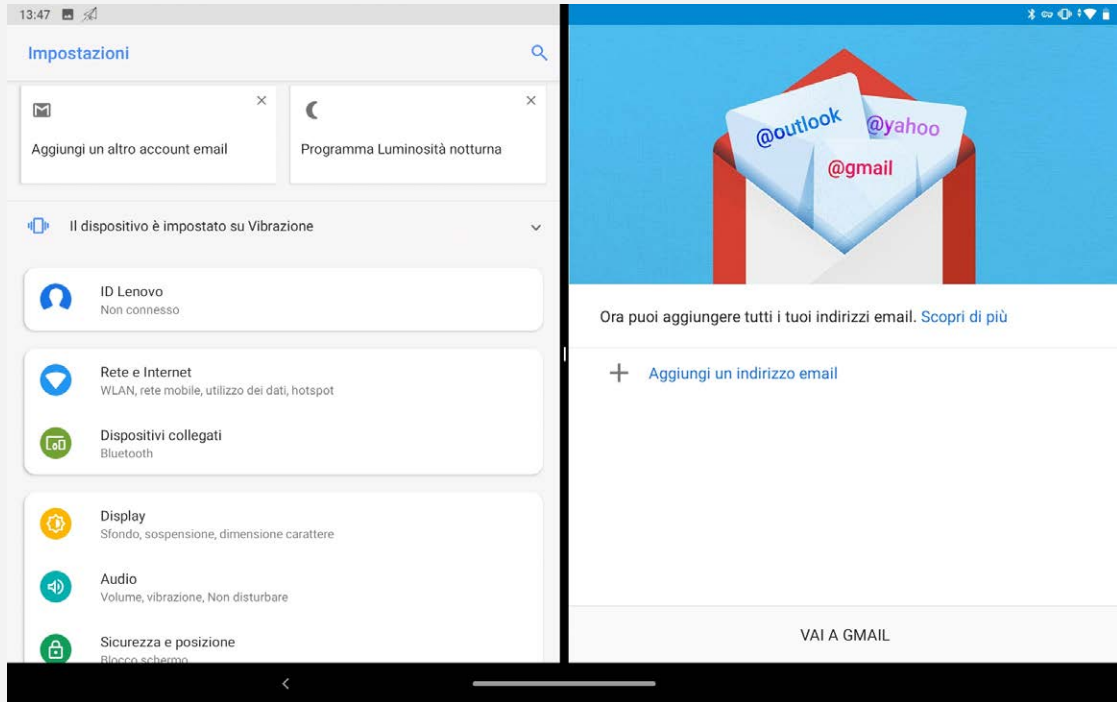 13:47
Impostazioni
Aggiungi un altro account email
Programma Luminosità notturna
Il dispositivo è impostato su Vibrazione
ID Lenovo
Non connesso
Rete e Internet
WLAN, rete mobile, utilizzo dei dati, hotspot
Dispositivi collegati
Bluetooth
Display
Sfondo, sospensione, dimensione carattere
Audio
Volume, vibrazione, Non disturbare
Sicurezza e posizione
Blocco schermo
@outlook
@yahoo
@gmail
Ora puoi aggiungere tutti i tuoi indirizzi email. Scopri di più
Aggiungi un indirizzo email
VAI A GMAIL